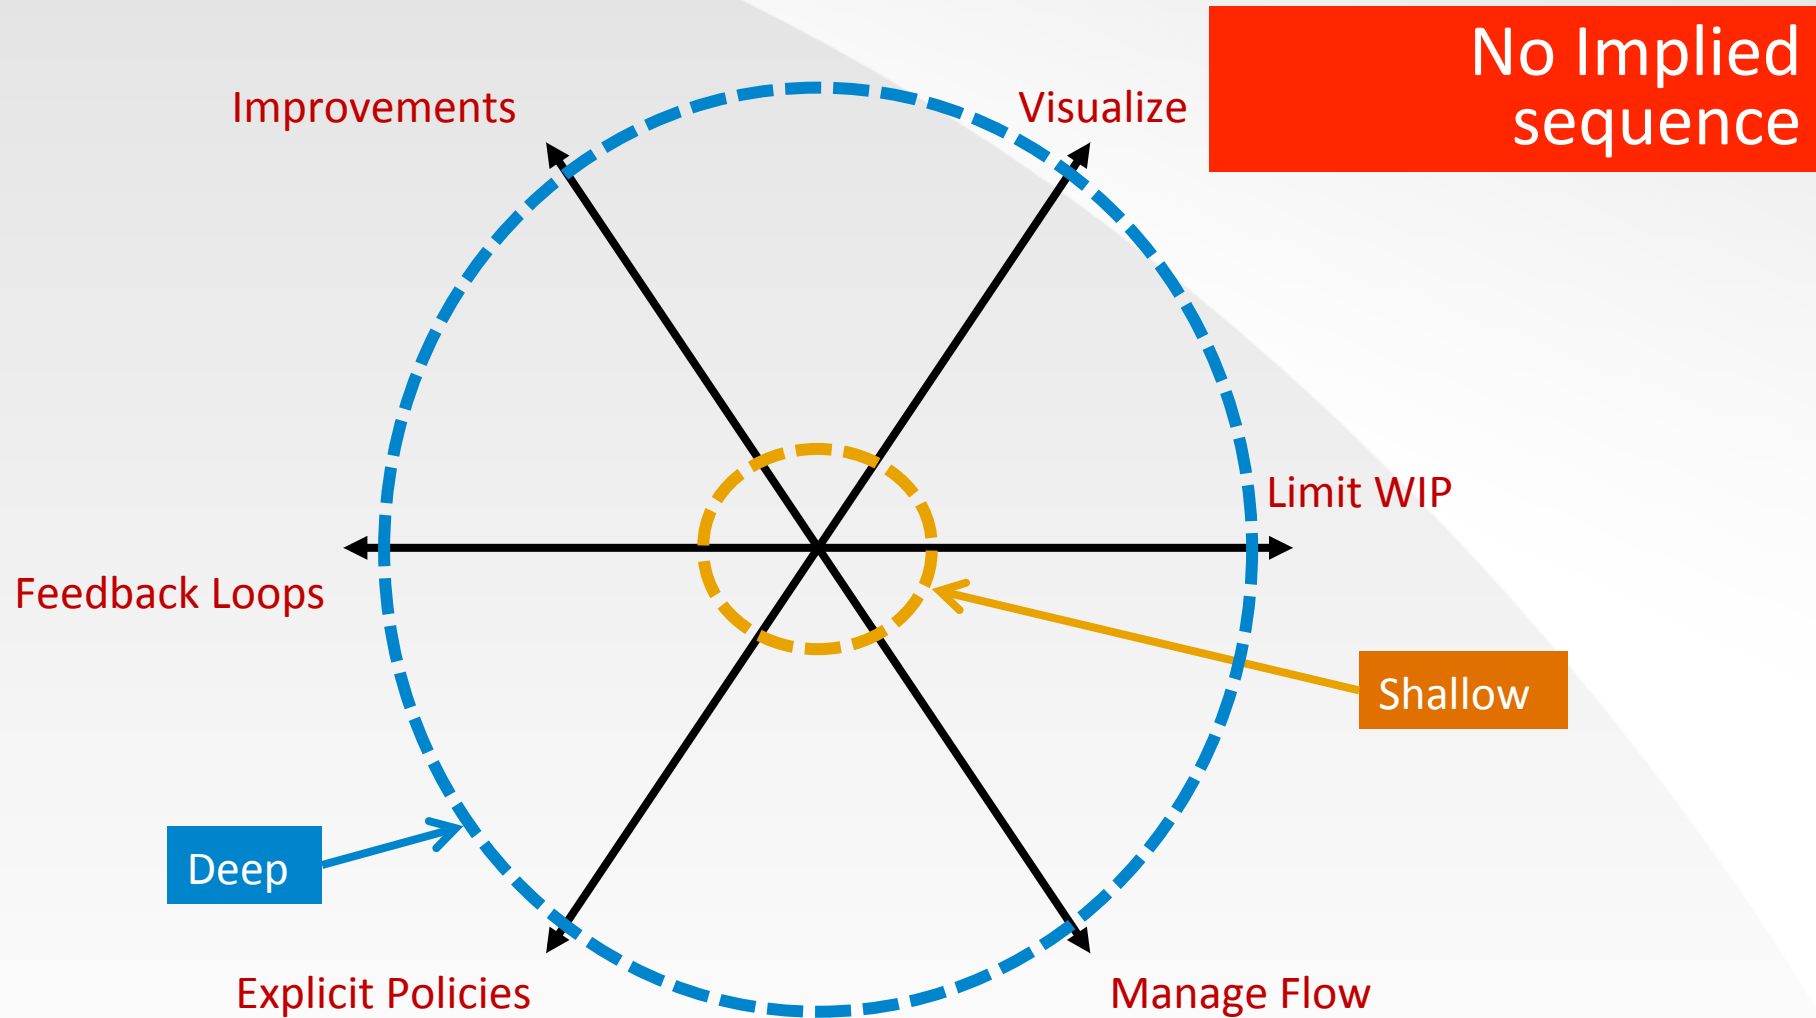 No Implied
sequence
Improvements
Visualize
Limit WIP
Feedback Loops
Shallow
Deep
Explicit Policies
Manage Flow